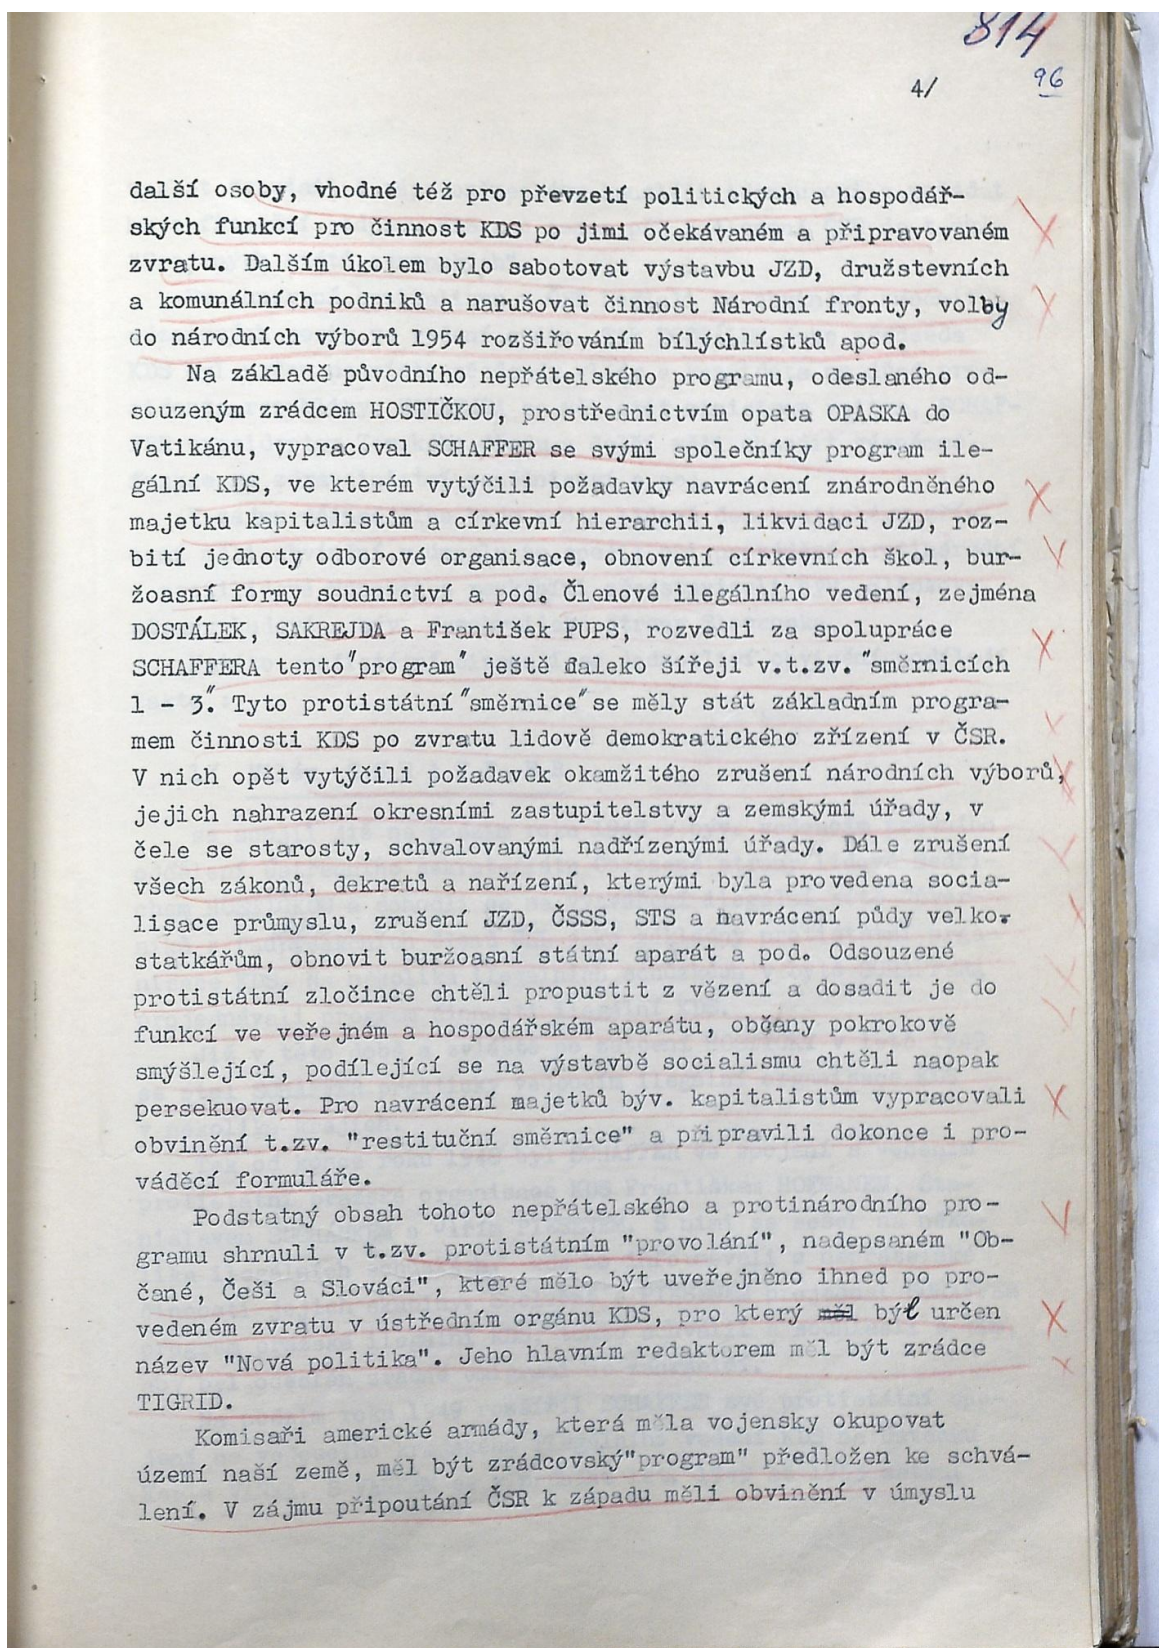 814
96
4/
další osoby, vhodné též pro převzetí politických a hospodář-
ských funkcí pro činnost KDS po jimi očekávaném a připravovaném
zvratu. Dalším úkolem bylo sabotovat výstavbu JZD, družstevních
a komunálních podniků a narušovat činnost Národní fronty, volby
do národních výborů 1954 rozšiřováním bílýchlístků apod.
Na základě původního nepřátelského programu, odeslaného od-
souzeným zrádcem HOSTIČKOU, prostřednictvím opata OPASKA do
Vatikánu, vypracoval SCHAFFER se svými společníky program ile-
gální KDS, ve kterém vytýčili požadavky navrácení znárodněného
majetku kapitalistům a církevní hierarchii, likvidaci JZD, roz-
bití jednoty odborové organisace, obnovení církevních škol, bur-
žoasní formy soudnictví a pod. Členové ilegálního vedení, zejména
DOSTÁLEK, SAKREJDA a František PUPS, rozvedli za spolupráce
SCHAFFERA tento "program" ještě daleko šířeji v.t.zv. "směrnicích
1 - 3". Tyto protistátní "směrnice" se měly stát základním progra-
mem činnosti KDS po zvratu lidově demokratického zřízení v ČSR.
V nich opět vytýčili požadavek okamžitého zrušení národních výborů,
jejich nahrazení okresními zastupitelstvy a zemskými úřady, v
čele se starosty, schvalovanými nadřízenými úřady. Dále zrušení
všech zákonů, dekretů a nařízení, kterými byla provedena socia-
lisace průmyslu, zrušení JZD, ČSSS, STS a navrácení půdy velko-
statkářům, obnovit buržoasní státní aparát a pod. Odsouzené
protistátní zločince chtěli propustit z vězení a dosadit je do
funkcí ve veřejném a hospodářském aparátu, občany pokrokově
smýšlející, podílející se na výstavbě socialismu chtěli naopak
persekuovat. Pro navrácení majetků býv. kapitalistům vypracovali
obvinění t.zv. "restituční směrnice" a připravili dokonce i pro-
váděcí formuláře.
Podstatný obsah tohoto nepřátelského a protinárodního pro-
gramu shrnuli v t.zv. protistátním "provolání", nadepsaném "Ob-
čané, Češi a Slováci", které mělo být uveřejněno ihned po pro-
vedeném zvratu v ústředním orgánu KDS, pro který měl byl určen
název "Nová politika". Jeho hlavním redaktorem měl být zrádce
TIGRID.
Komisaři americké armády, která měla vojensky okupovat
území naší země, měl být zrádcovský"program" předložen ke schvá-
lení. V zájmu připoutání ČSR k západu měli obvinění v úmyslu